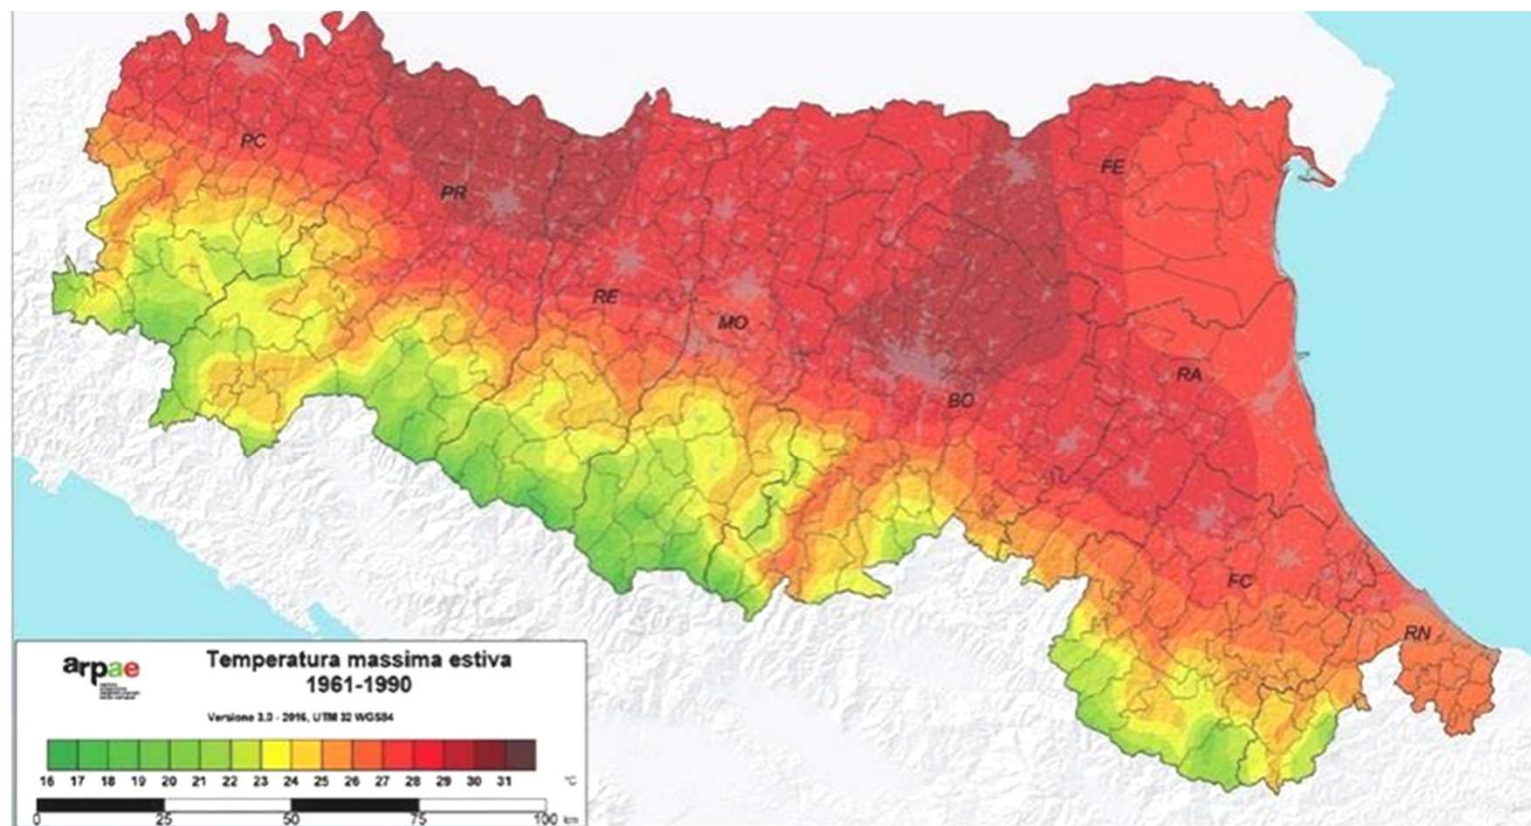 PC
PR
FE
RE
MO
RA
BO
FC
RN
arpae
Temperatura massima estiva
1961-1990
Versione 3.0 - 2016, UTM 32 WGS84
16 17 18 19 20 21 22 23 24 25 26 27 28 29 30 31 °C
0 25 50 75 100 km